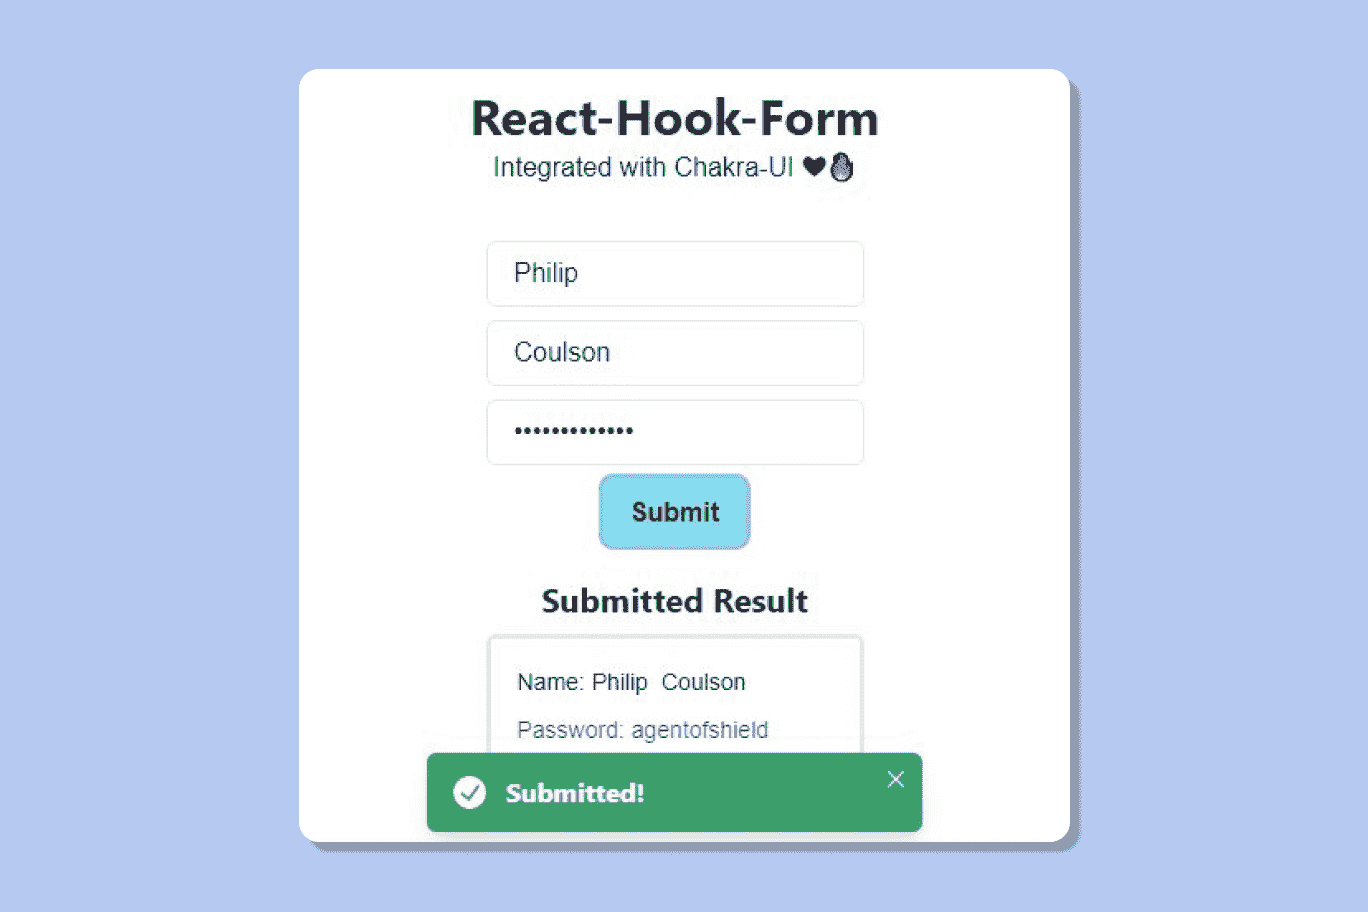 React-Hook-Form
Integrated with Chakra-UI 🖤
Philip
Coulson
•••••••••••••
Submit
Submitted Result
Name: Philip  Coulson
Password: agentofshield
Submitted!